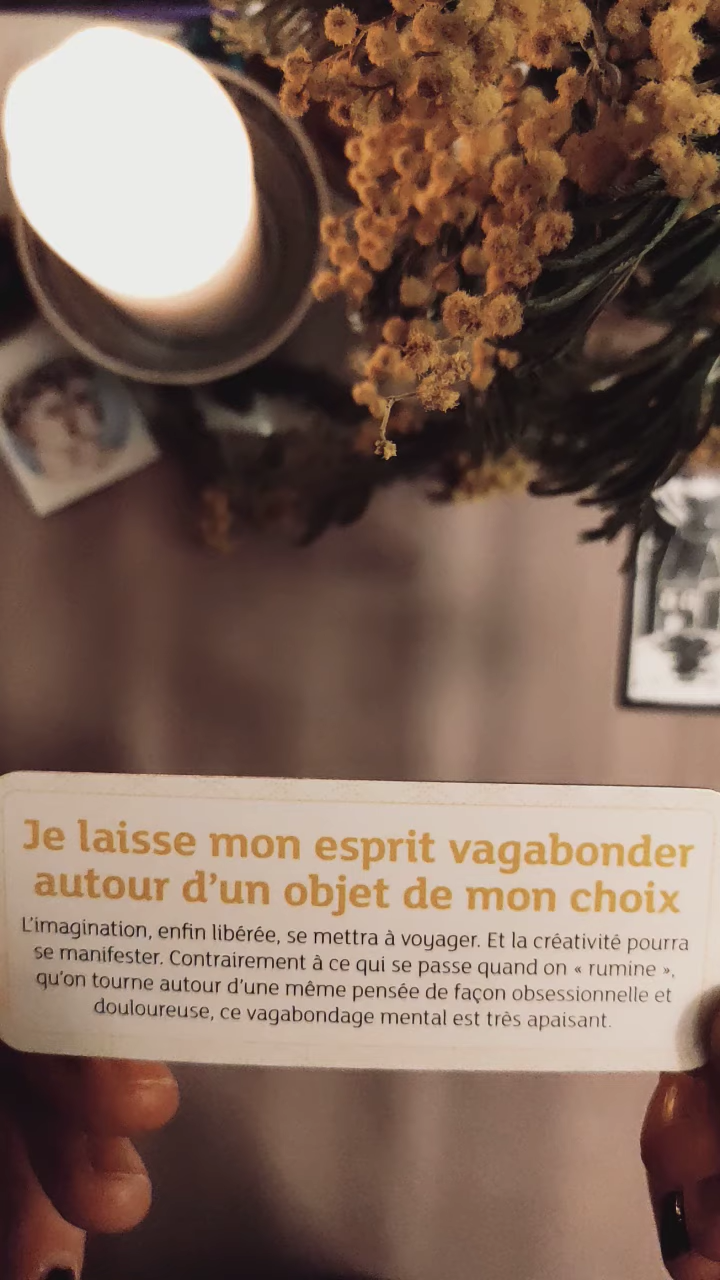 Je laisse mon esprit vagabonder
autour d'un objet de mon choix
L'imagination, enfin libérée, se mettra à voyager. Et la créativité pourra
se manifester. Contrairement à ce qui se passe quand on « rumine »,
qu'on tourne autour d'une même pensée de façon obsessionnelle et
douloureuse, ce vagabondage mental est très apaisant.